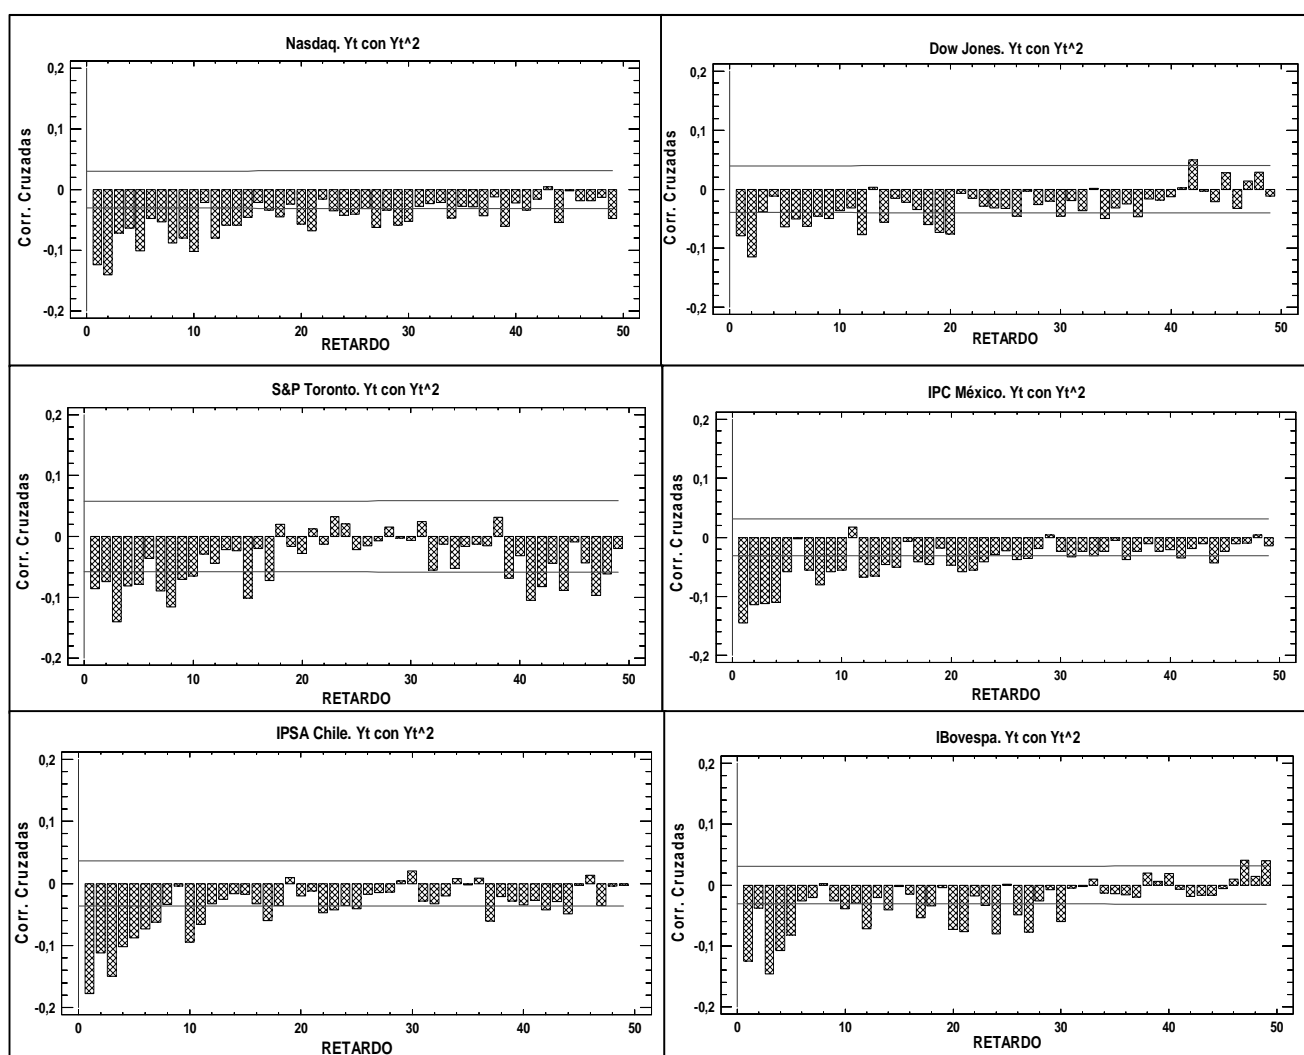 Nasdaq. Yt con Yt^2
Corr. Cruzadas
0,2
0,1
0
-0,1
-0,2
0 10 20 30 40 50
RETARDO
Dow Jones. Yt con Yt^2
Corr. Cruzadas
0,2
0,1
0
-0,1
-0,2
0 10 20 30 40 50
RETARDO
S&P Toronto. Yt con Yt^2
Corr. Cruzadas
0,2
0,1
0
-0,1
-0,2
0 10 20 30 40 50
RETARDO
IPC México. Yt con Yt^2
Corr. Cruzadas
0,2
0,1
0
-0,1
-0,2
0 10 20 30 40 50
RETARDO
IPSA Chile. Yt con Yt^2
Corr. Cruzadas
0,2
0,1
0
-0,1
-0,2
0 10 20 30 40 50
RETARDO
IBovespa. Yt con Yt^2
Corr. Cruzadas
0,2
0,1
0
-0,1
-0,2
0 10 20 30 40 50
RETARDO